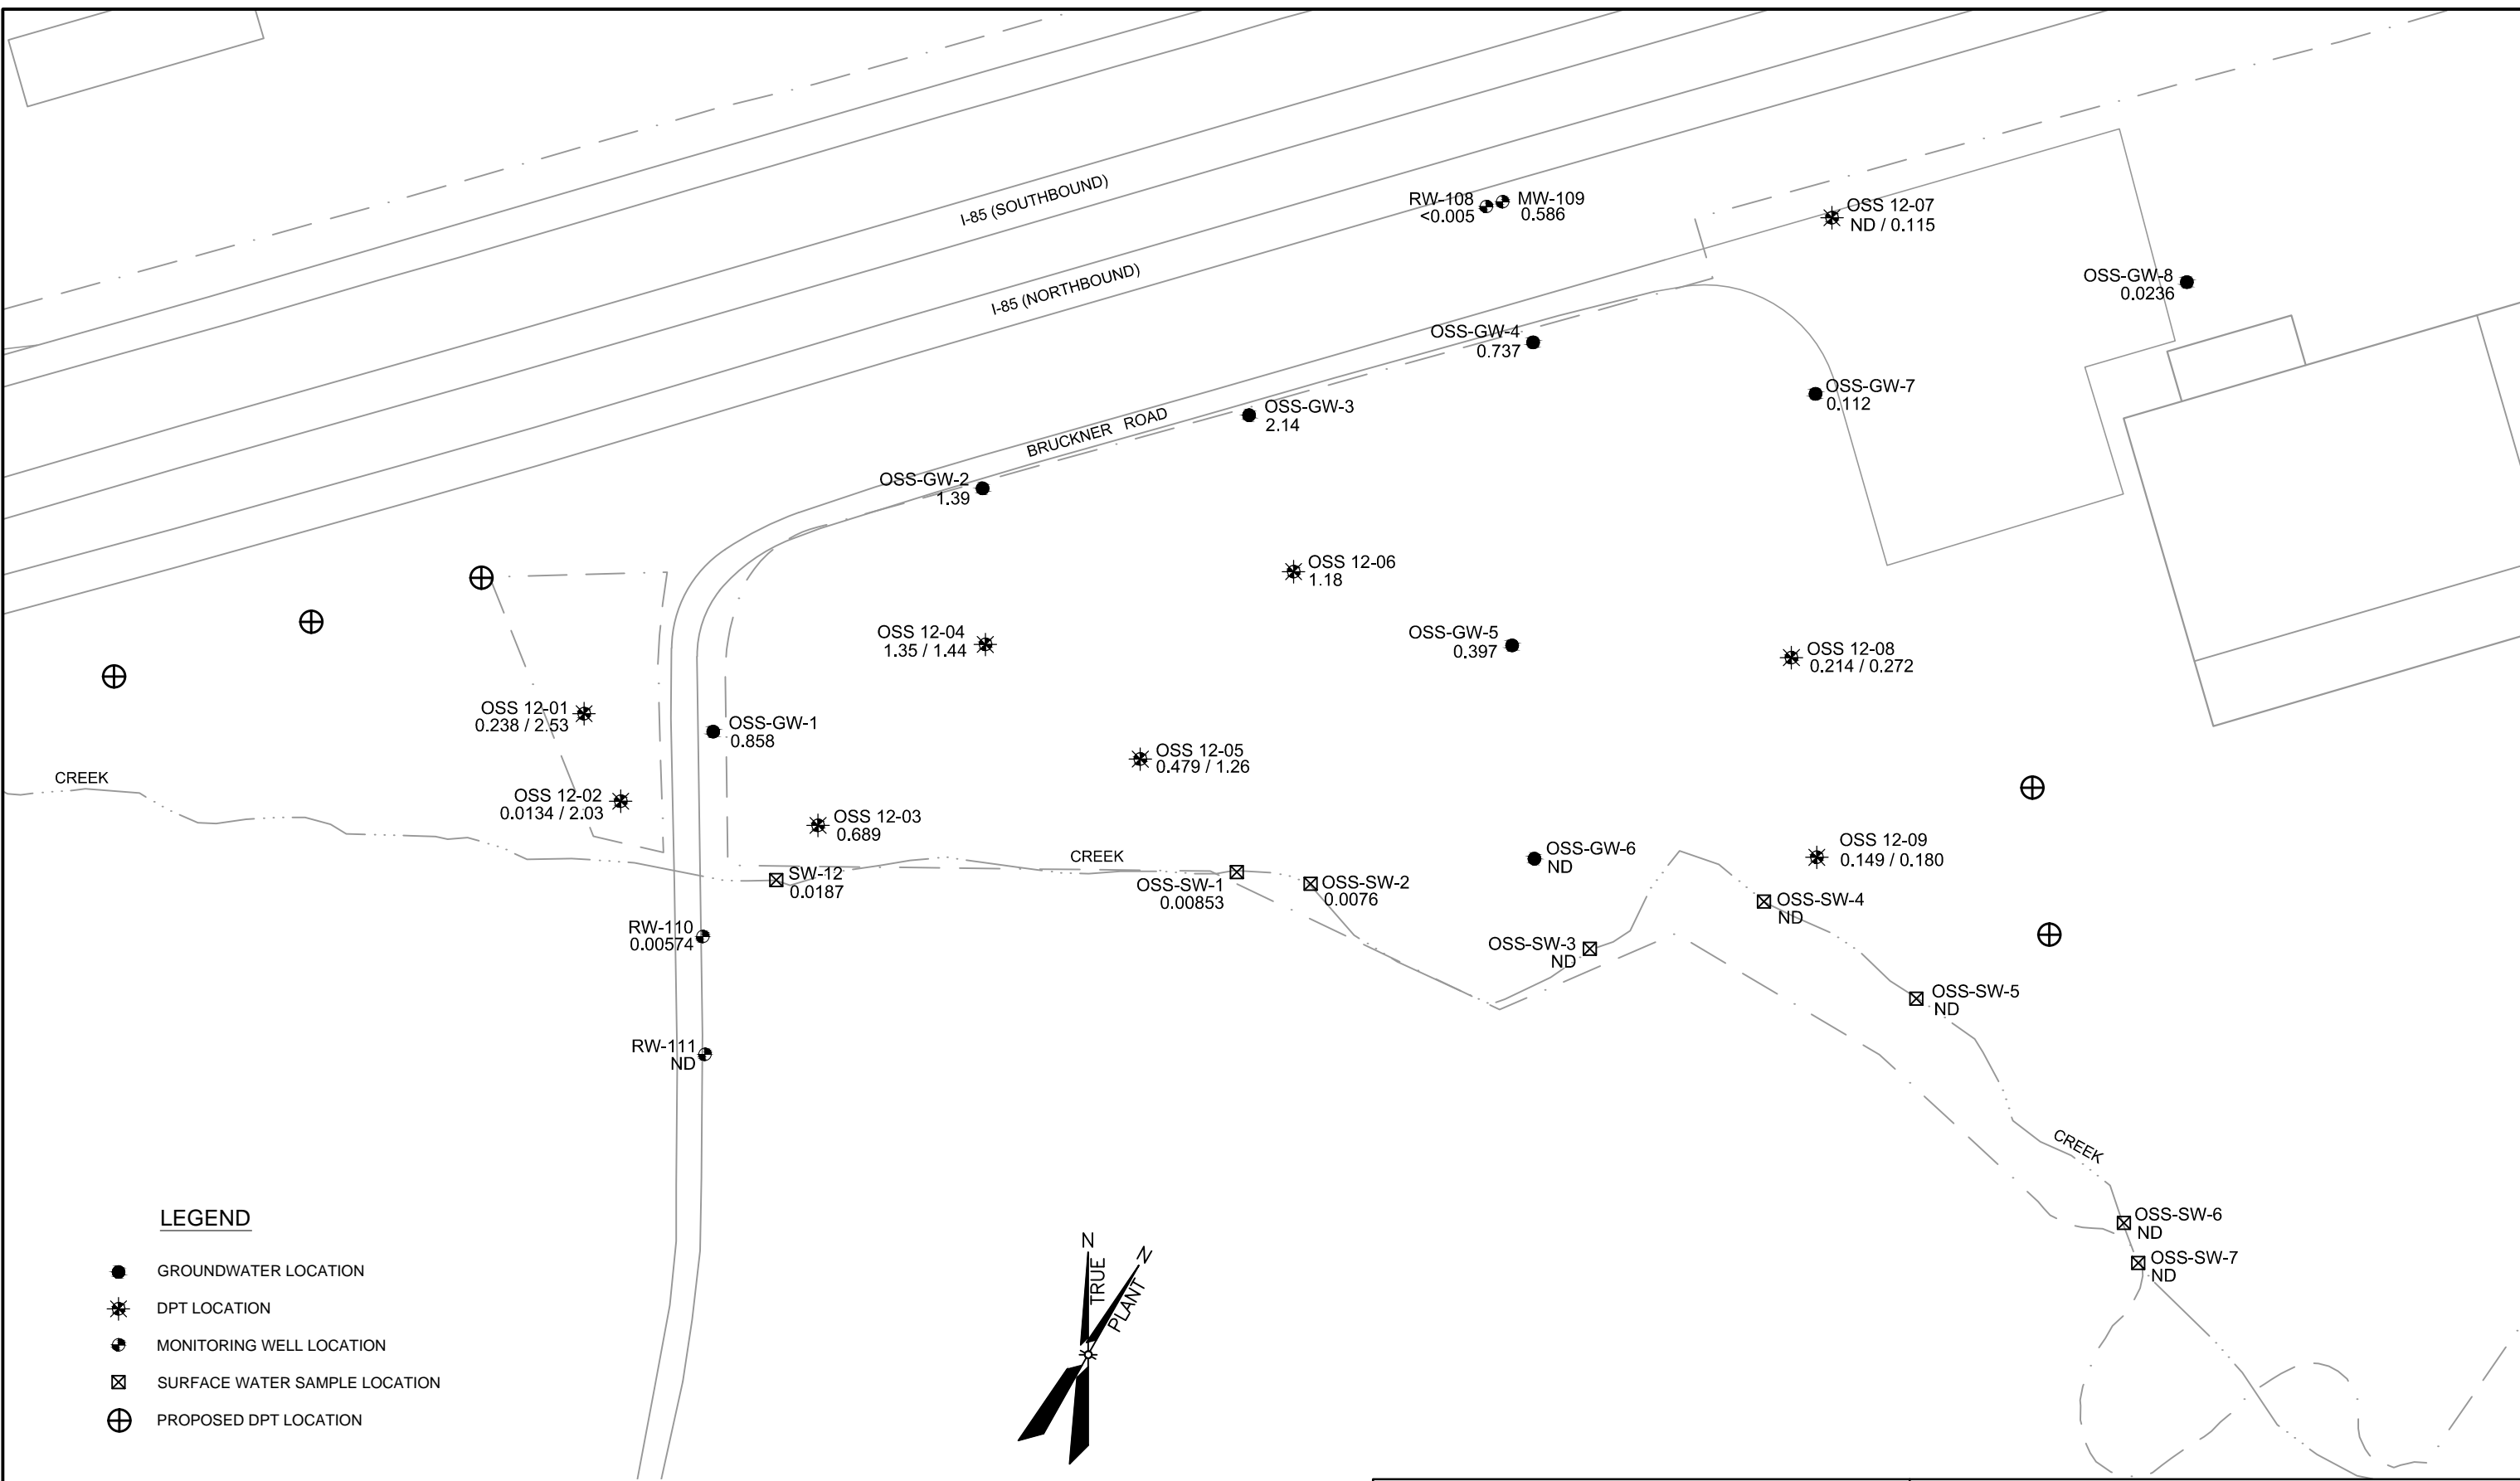 I-85 (SOUTHBOUND)
RW-108
<0.005
MW-109
0.586
OSS 12-07
ND / 0.115
I-85 (NORTHBOUND)
OSS-GW-8
0.0236
OSS-GW-4
0.737
OSS-GW-7
0.112
OSS-GW-3
2.14
BRUCKNER ROAD
OSS-GW-2
1.39
OSS 12-06
1.18
OSS 12-04
1.35 / 1.44
OSS-GW-5
0.397
OSS 12-08
0.214 / 0.272
OSS 12-01
0.238 / 2.53
OSS-GW-1
0.858
OSS 12-05
0.479 / 1.26
CREEK
OSS 12-02
0.0134 / 2.03
OSS 12-03
0.689
CREEK
OSS-GW-6
ND
OSS 12-09
0.149 / 0.180
SW-12
0.0187
OSS-SW-1
0.00853
OSS-SW-2
0.0076
OSS-SW-4
ND
RW-110
0.00574
OSS-SW-3
ND
OSS-SW-5
ND
RW-111
ND
CREEK
OSS-SW-6
ND
OSS-SW-7
ND
LEGEND
GROUNDWATER LOCATION
DPT LOCATION
MONITORING WELL LOCATION
SURFACE WATER SAMPLE LOCATION
PROPOSED DPT LOCATION
N
TRUE
N
PLANT